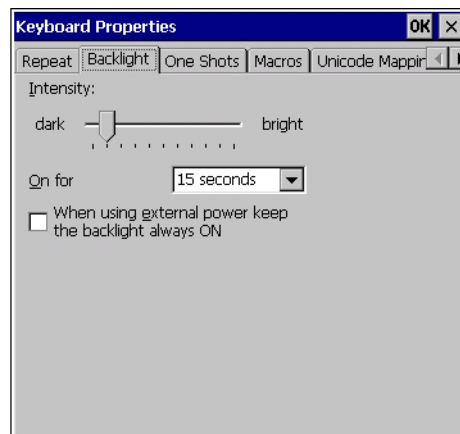 Keyboard Properties OK ×
Repeat Backlight One Shots Macros Unicode Mappin
Intensity:
dark bright
On for 15 seconds
When using external power keep
the backlight always ON